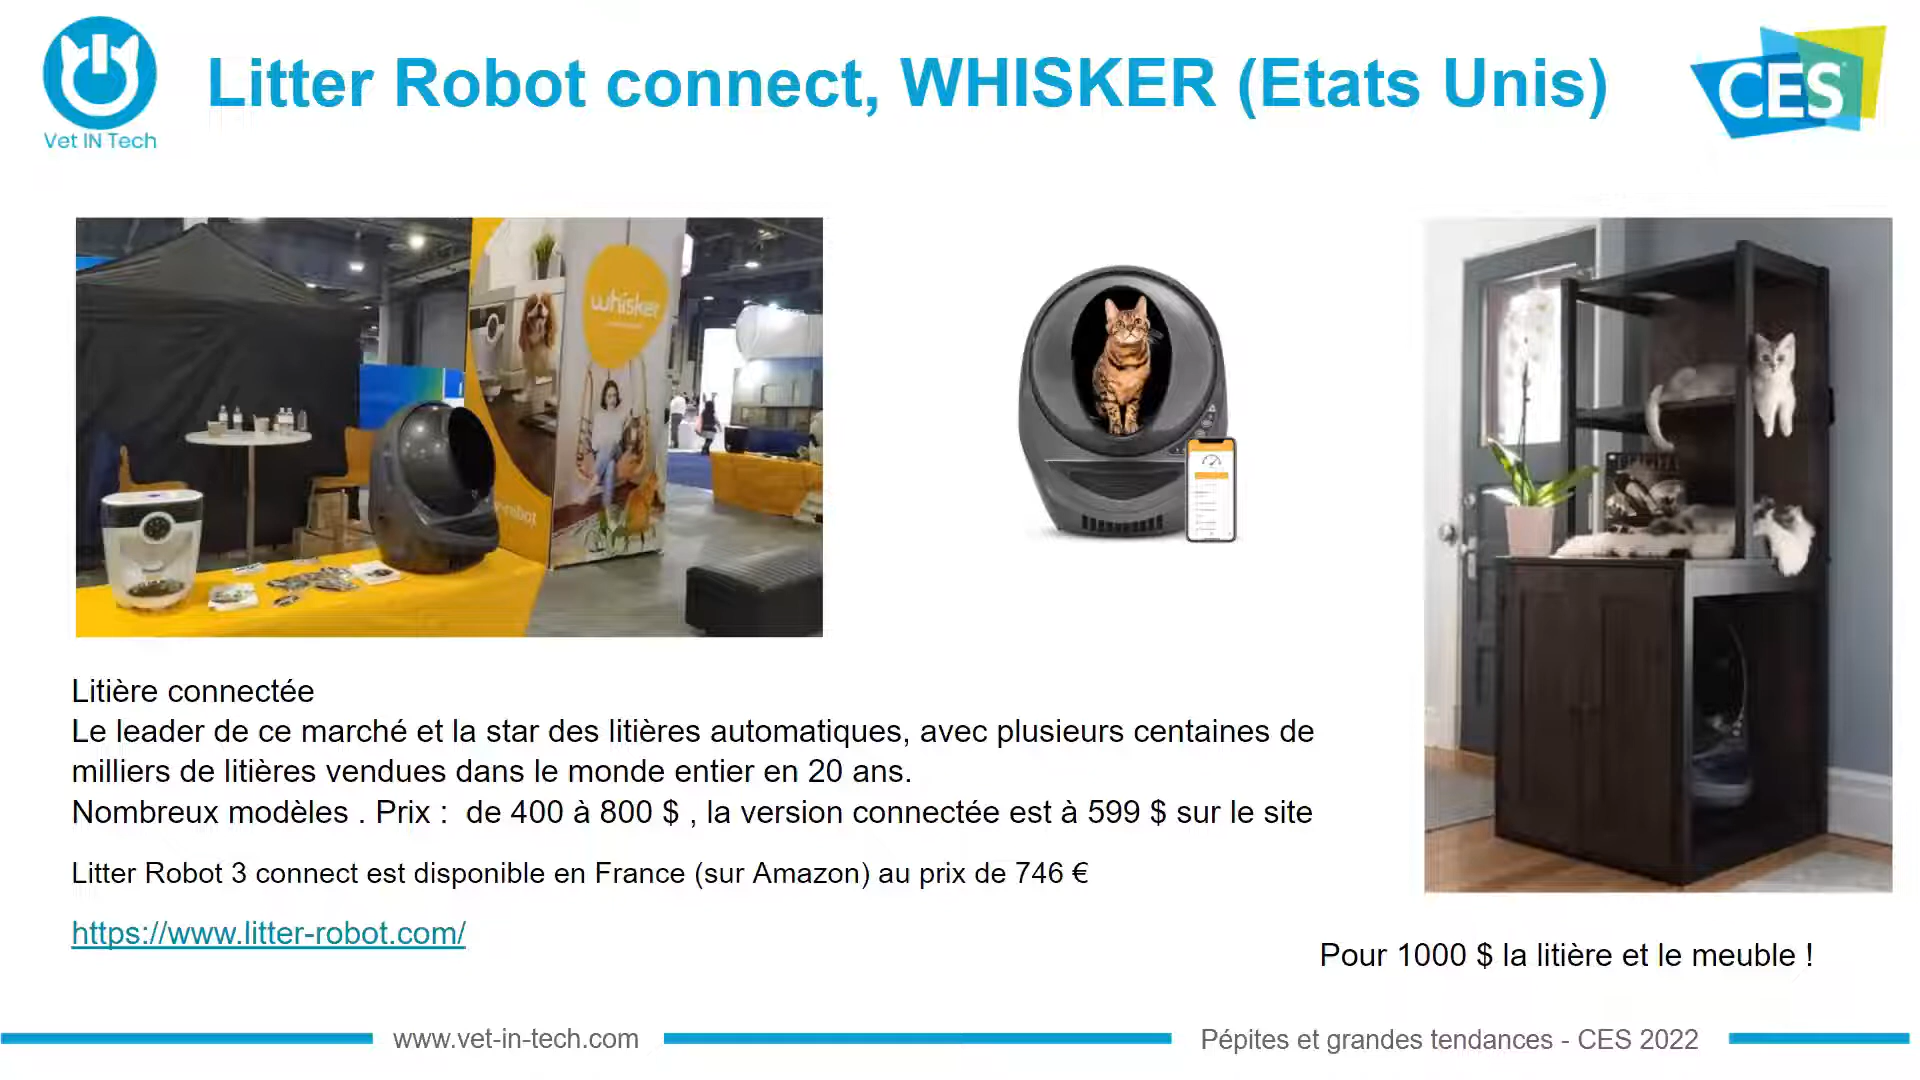 Litter Robot connect, WHISKER (Etats Unis)
Vet IN Tech
CES
whisker
Litière connectée
Le leader de ce marché et la star des litières automatiques, avec plusieurs centaines de
milliers de litières vendues dans le monde entier en 20 ans.
Nombreux modèles . Prix : de 400 à 800 $ , la version connectée est à 599 $ sur le site
Litter Robot 3 connect est disponible en France (sur Amazon) au prix de 746 €
https://www.litter-robot.com/
Pour 1000 $ la litière et le meuble !
www.vet-in-tech.com
Pépites et grandes tendances - CES 2022